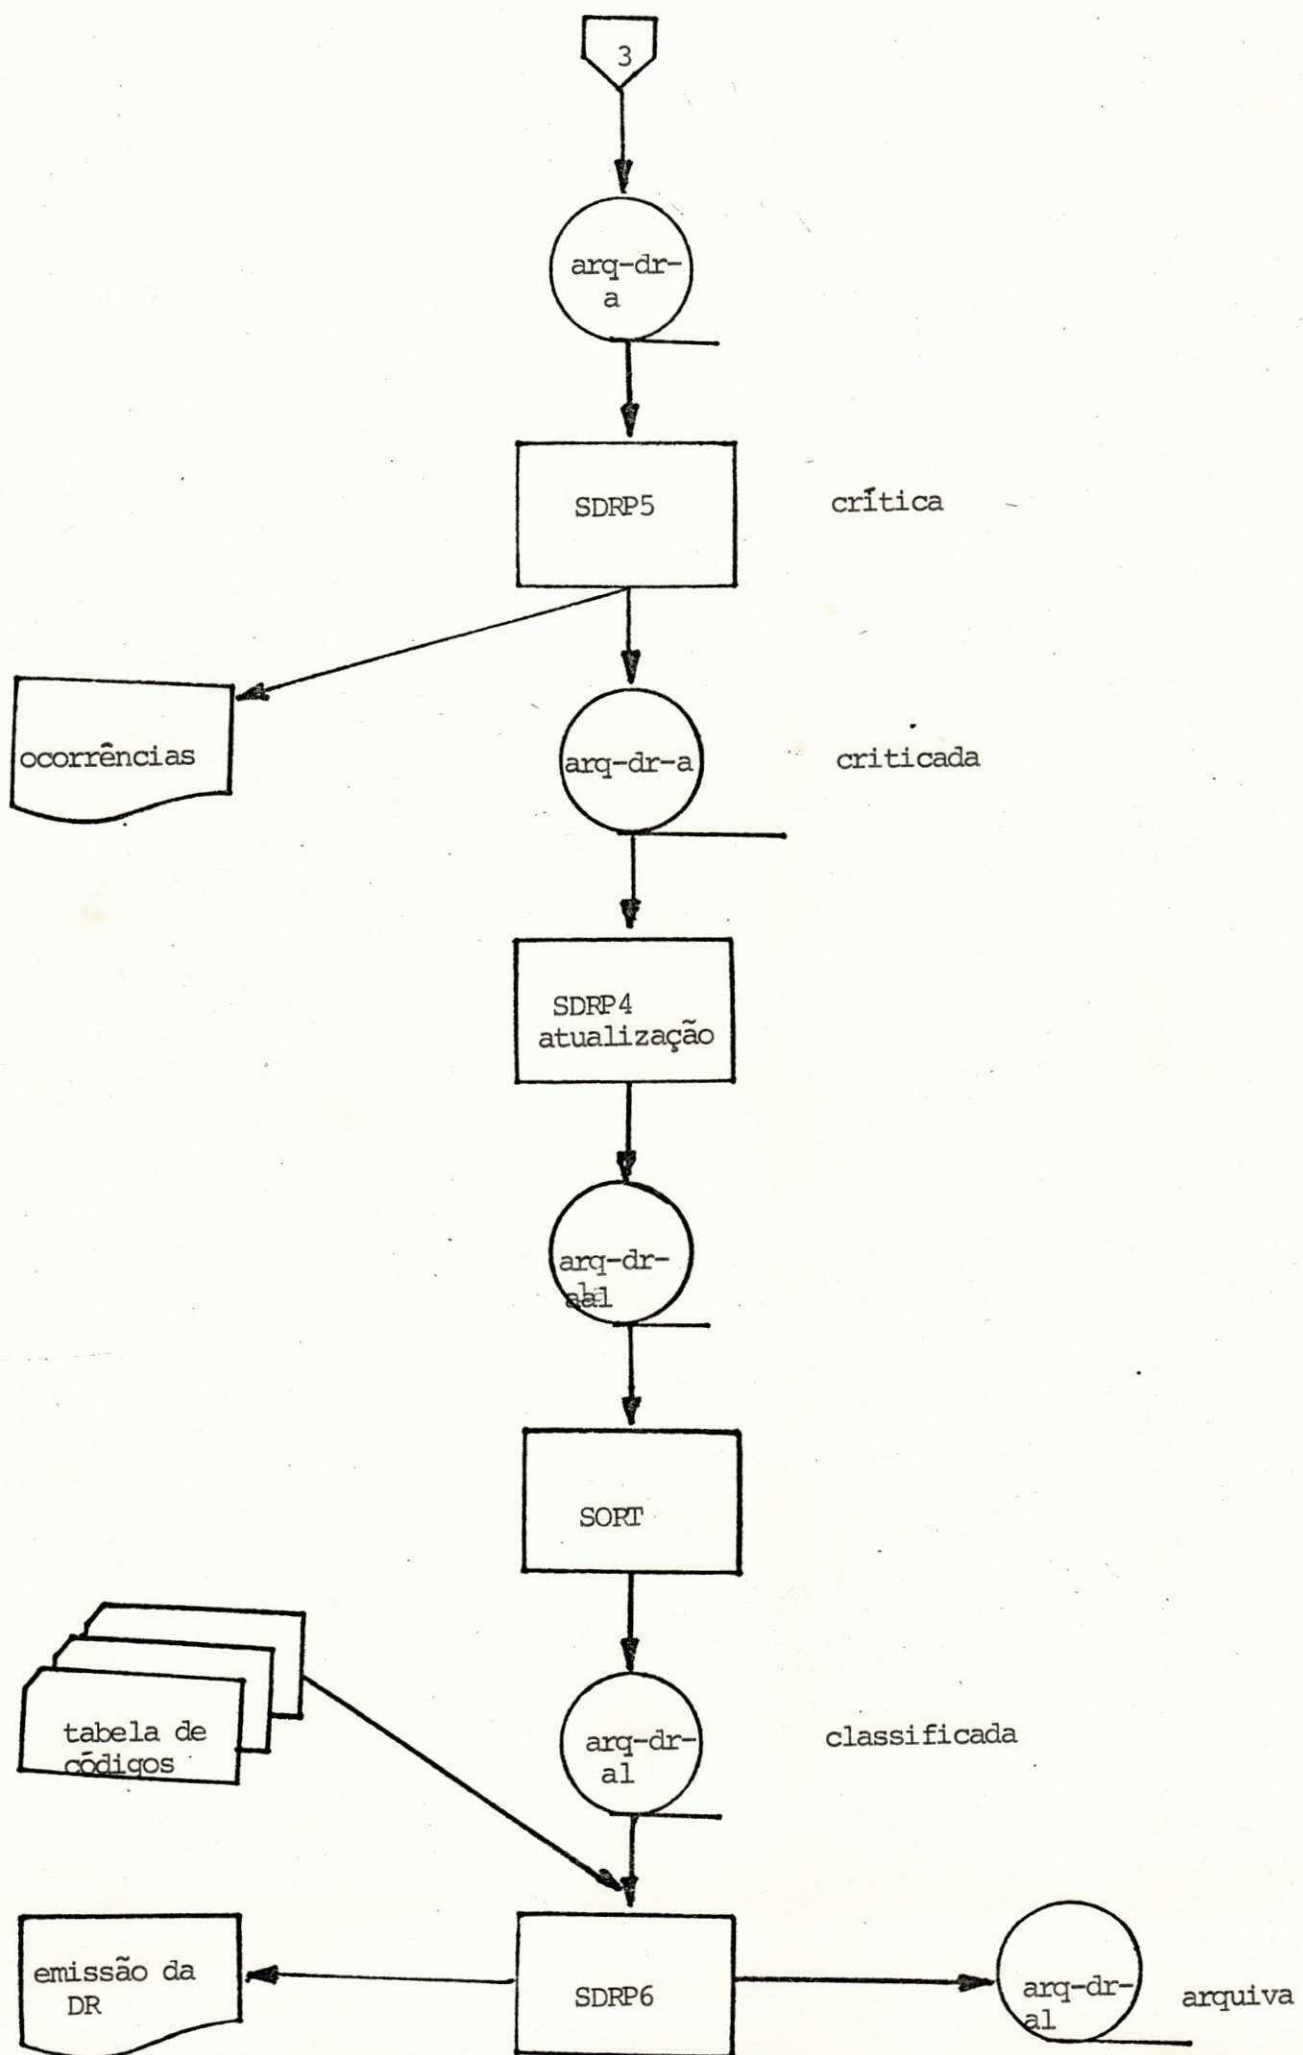 3
arq-dr-
a
SDRP5
crítica
ocorrências
arq-dr-a
criticada
SDRP4
atualização
arq-dr-
SORT
tabela de
códigos
arq-dr-
al
classificada
emissão da
DR
SDRP6
arq-dr-
al
arquiva